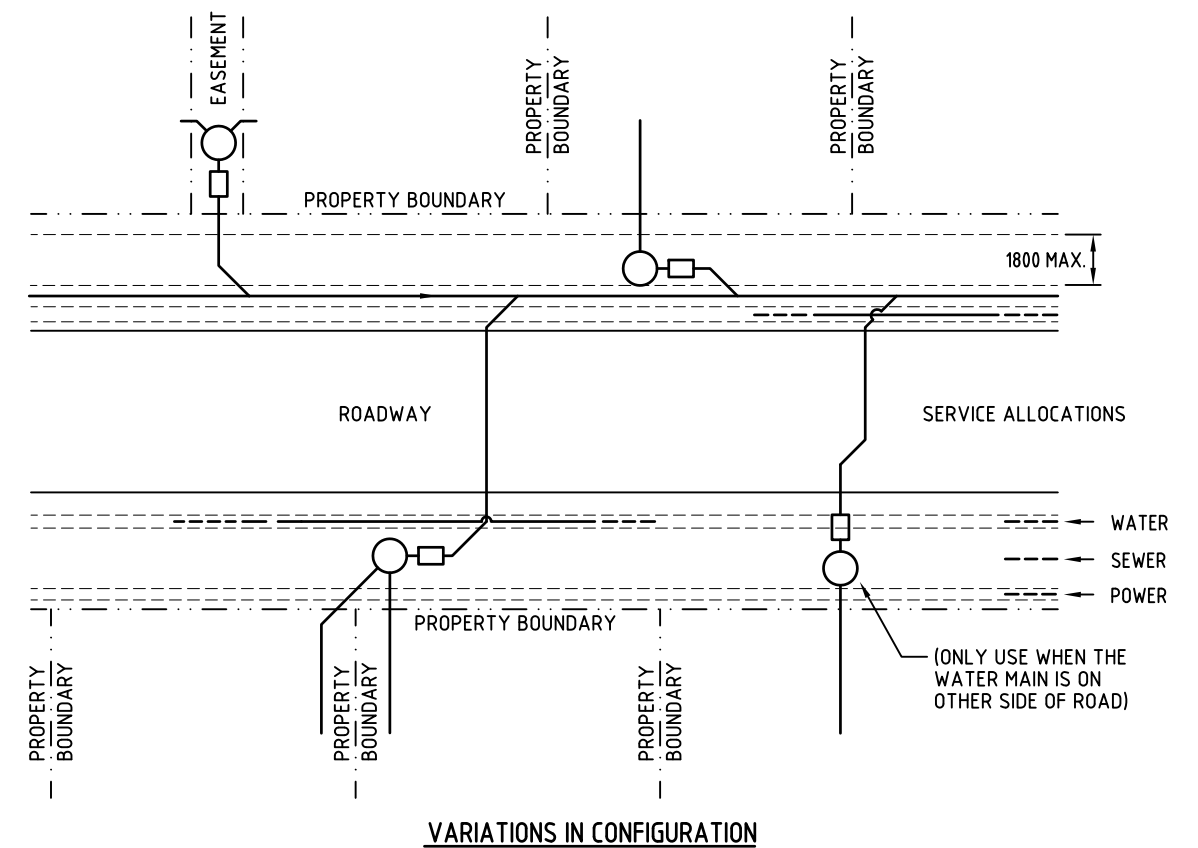 EASEMENT
PROPERTY
BOUNDARY
PROPERTY
BOUNDARY
PROPERTY BOUNDARY
1800 MAX.
ROADWAY
SERVICE ALLOCATIONS
WATER
SEWER
POWER
PROPERTY BOUNDARY
(ONLY USE WHEN THE
WATER MAIN IS ON
OTHER SIDE OF ROAD)
PROPERTY
BOUNDARY
PROPERTY
BOUNDARY
PROPERTY
BOUNDARY
VARIATIONS IN CONFIGURATION